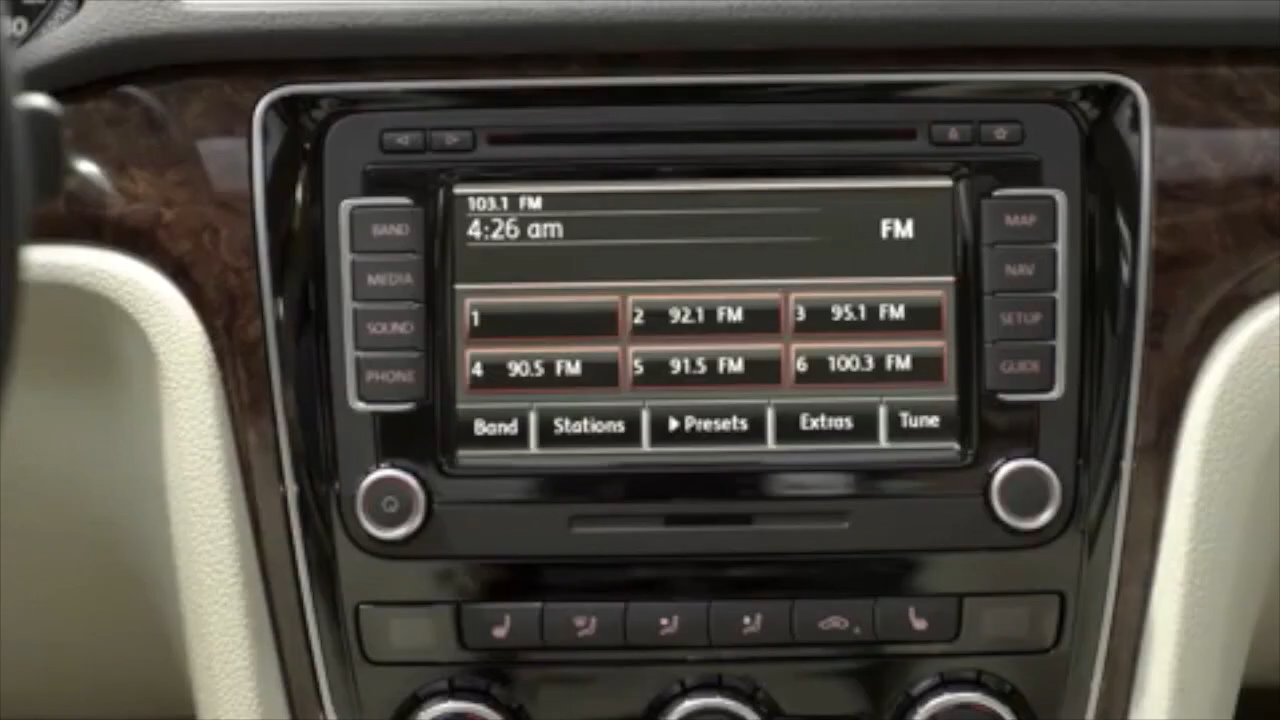 103.1 FM
4:26 am
FM
BAND
MEDIA
SOUND
PHONE
MAP
NAV
SETUP
GUIDE
1
2 92.1 FM
3 95.1 FM
4 90.5 FM
5 91.5 FM
6 100.3 FM
Band
Stations
Presets
Extras
Tune